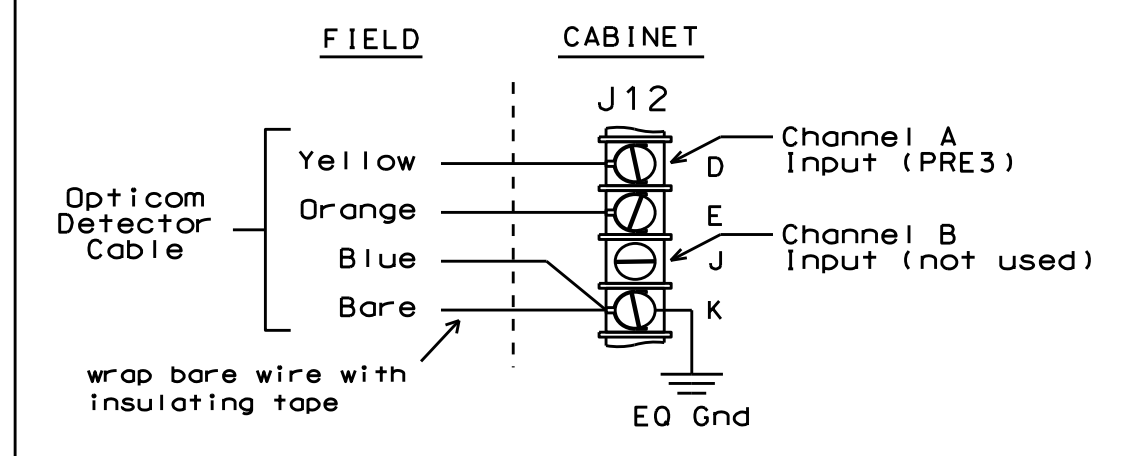 FIELD
CABINET
J12
Yellow
Orange
Blue
Bare
Opticom
Detector
Cable
D
E
J
K
Channel A
Input (PRE3)
Channel B
Input (not used)
wrap bare wire with
insulating tape
EQ Gnd